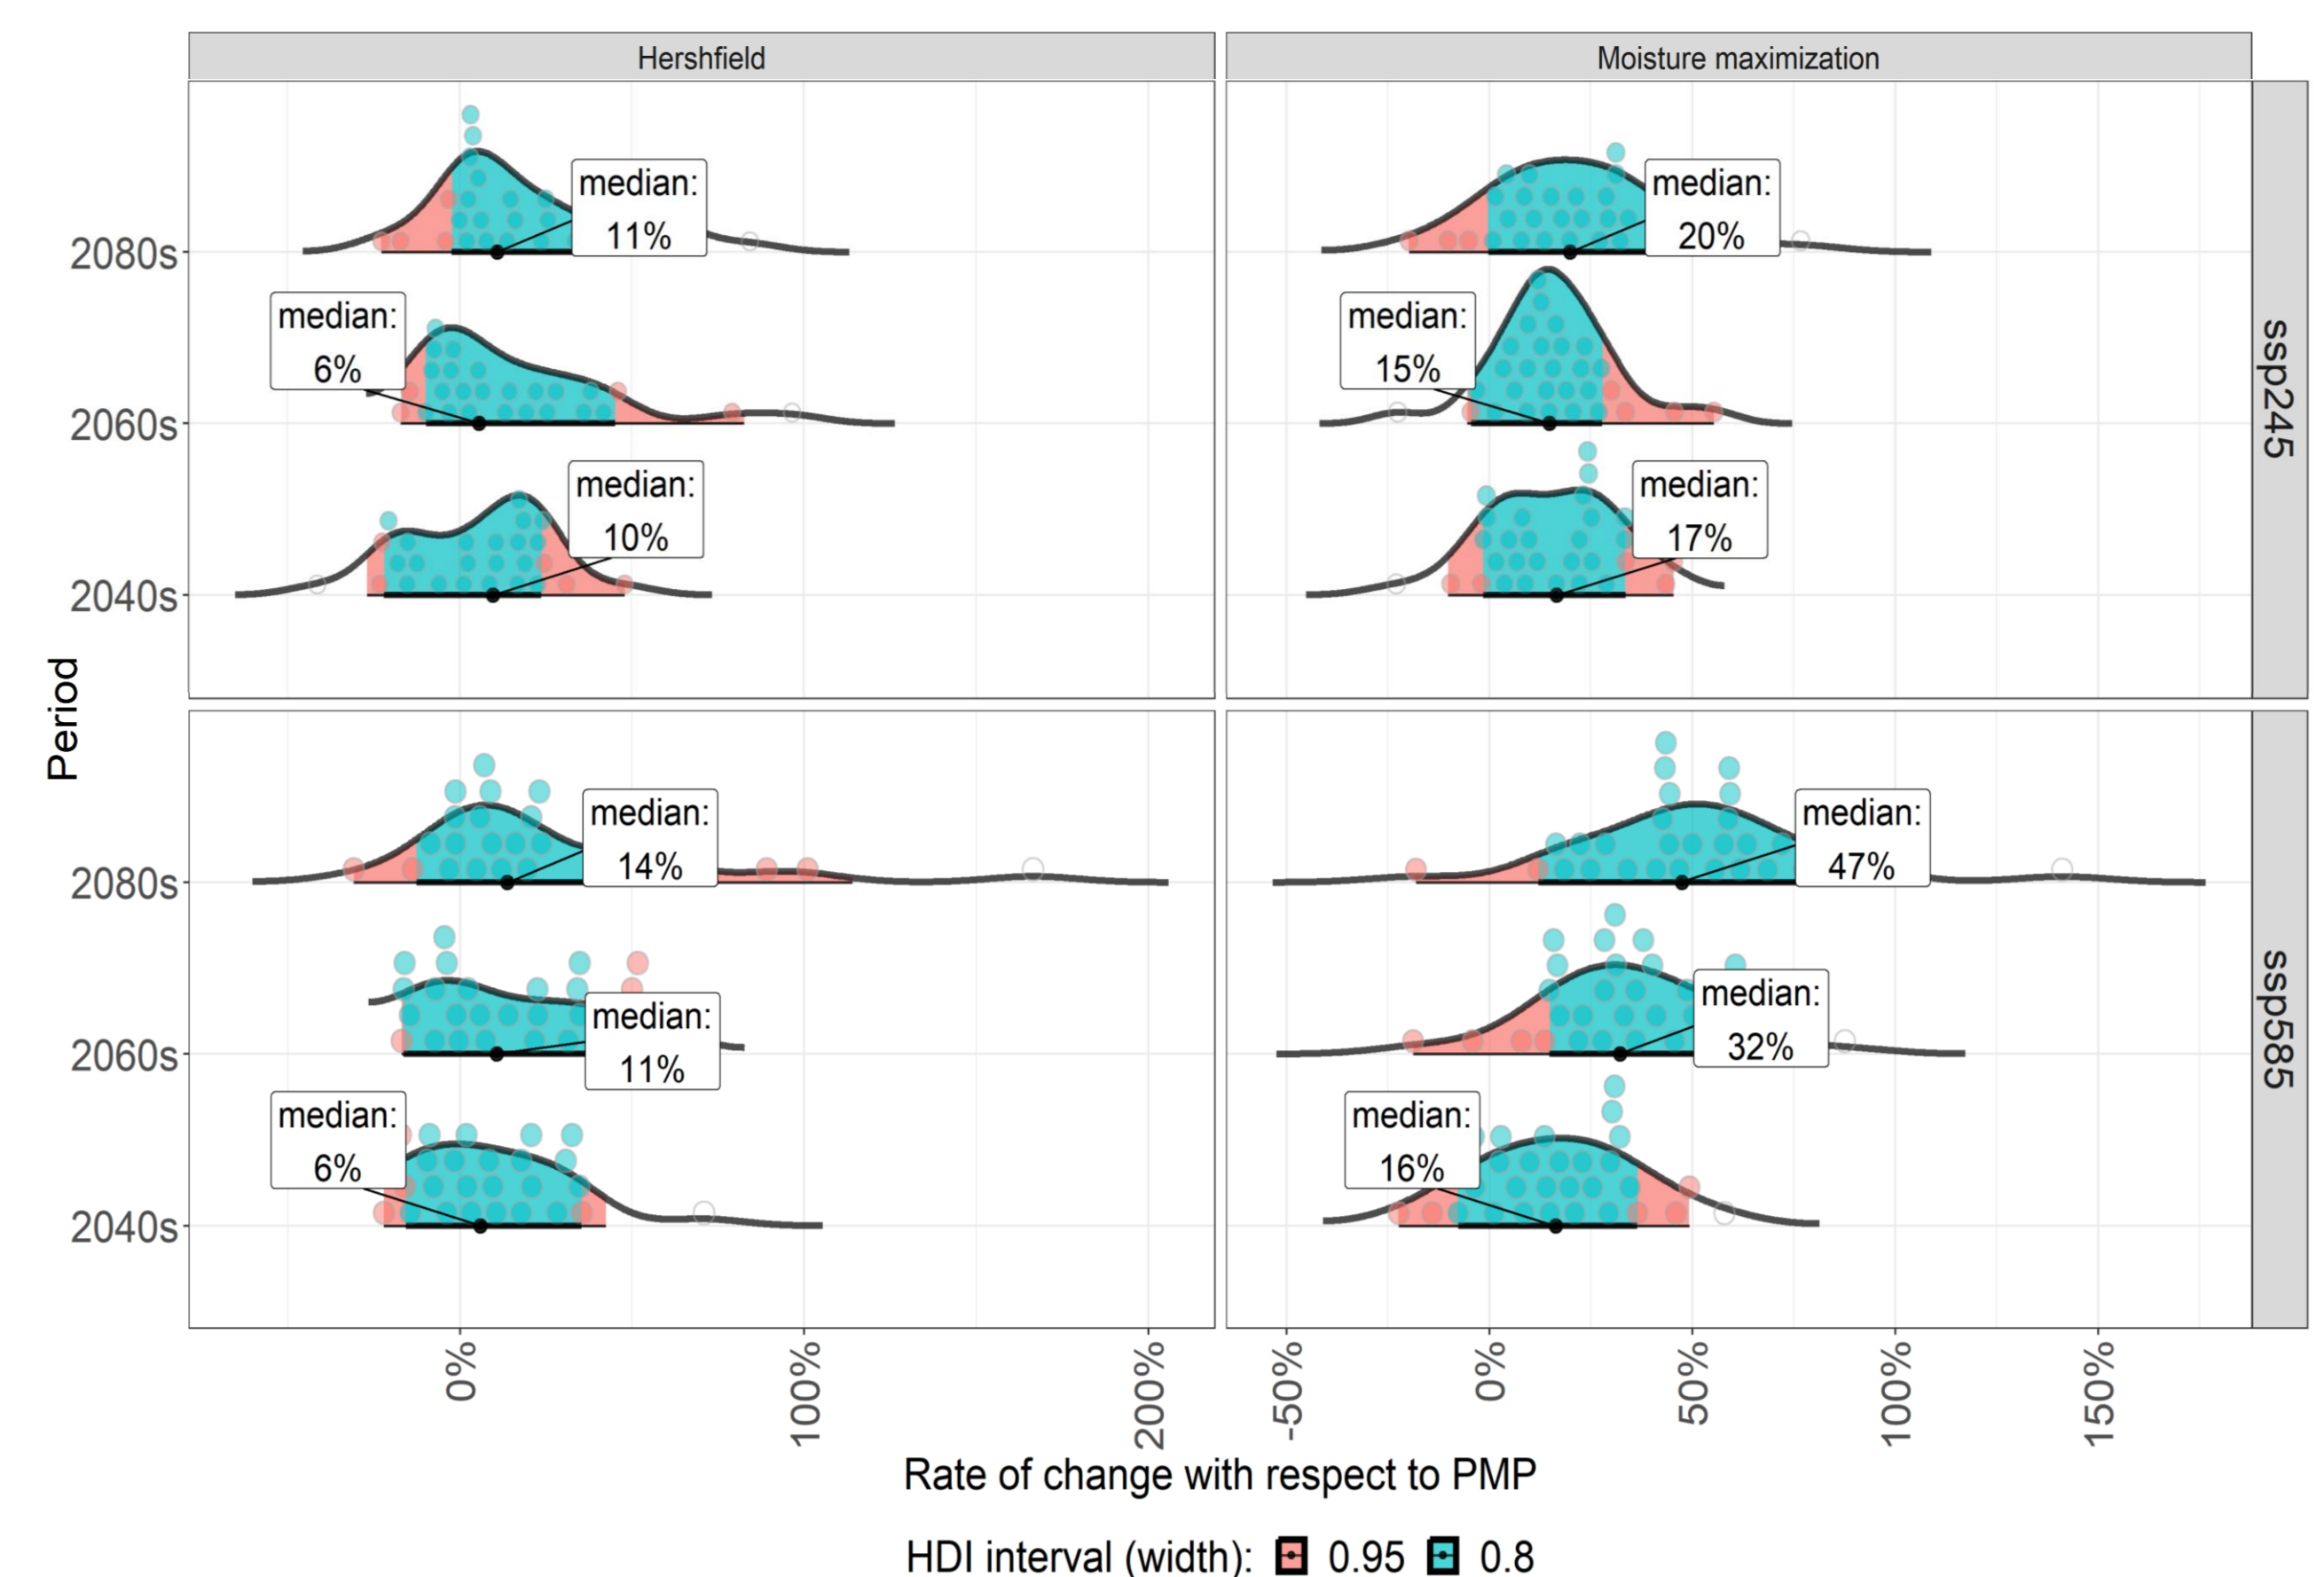 Hershfield
Moisture maximization
median:
11%
median:
20%
2080s
median:
6%
median:
15%
2060s
median:
10%
median:
17%
2040s
ssp245
Period
median:
14%
median:
47%
2080s
median:
11%
median:
32%
2060s
median:
6%
median:
16%
2040s
ssp585
0%
100%
200%
-50%
0%
50%
100%
150%
Rate of change with respect to PMP
HDI interval (width): 0.95 0.8